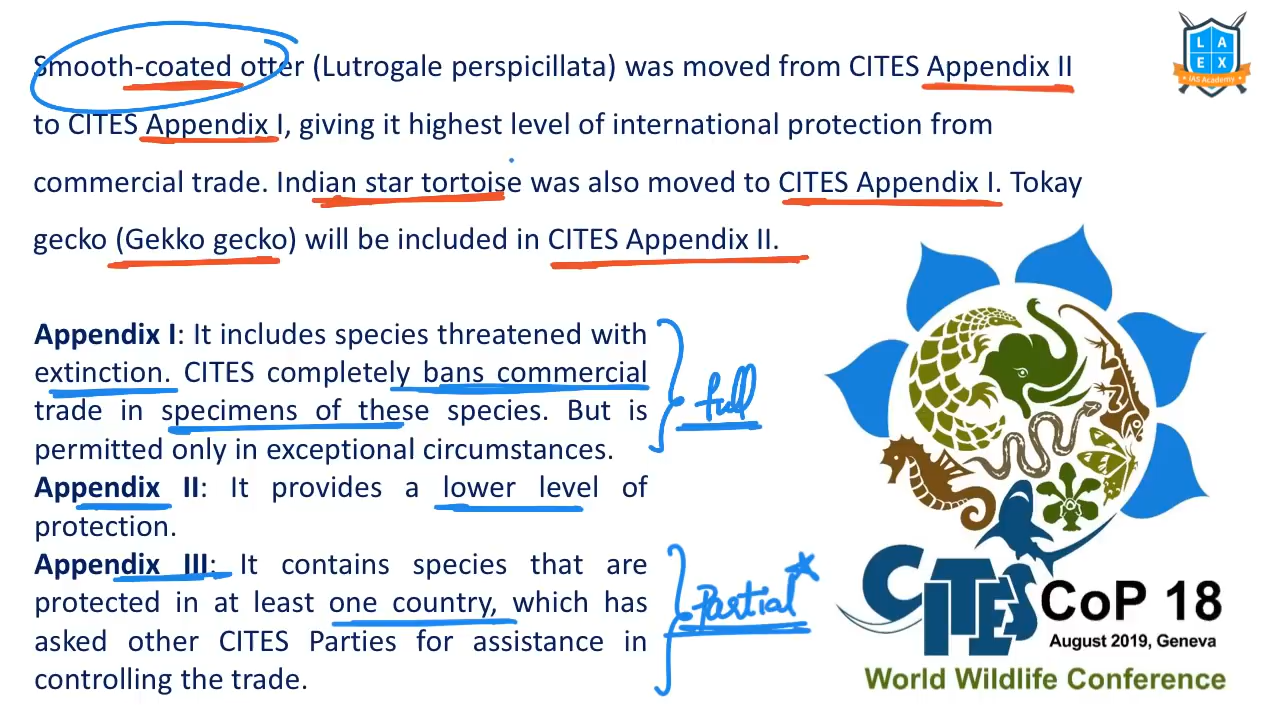 Smooth-coated otter (Lutrogale perspicillata) was moved from CITES Appendix II
to CITES Appendix I, giving it highest level of international protection from
commercial trade. Indian star tortoise was also moved to CITES Appendix I. Tokay
gecko (Gekko gecko) will be included in CITES Appendix II.
Appendix I: It includes species threatened with
extinction. CITES completely bans commercial
trade in specimens of these species. But is
permitted only in exceptional circumstances.
Appendix II: It provides a lower level of
protection.
Appendix III: It contains species that are
protected in at least one country, which has
asked other CITES Parties for assistance in
controlling the trade.
full
Partial
LA
EX
IAS Academy
CITES CoP 18
August 2019, Geneva
World Wildlife Conference